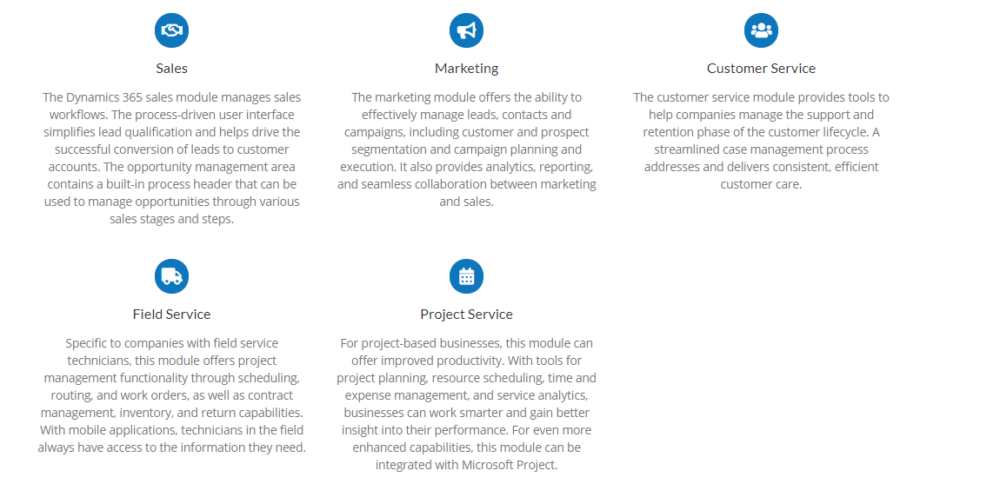 Sales
The Dynamics 365 sales module manages sales
workflows. The process-driven user interface
simplifies lead qualification and helps drive the
successful conversion of leads to customer
accounts. The opportunity management area
contains a built-in process header that can be
used to manage opportunities through various
sales stages and steps.
Marketing
The marketing module offers the ability to
effectively manage leads, contacts and
campaigns, including customer and prospect
segmentation and campaign planning and
execution. It also provides analytics, reporting,
and seamless collaboration between marketing
and sales.
Customer Service
The customer service module provides tools to
help companies manage the support and
retention phase of the customer lifecycle. A
streamlined case management process
addresses and delivers consistent, efficient
customer care.
Field Service
Specific to companies with field service
technicians, this module offers project
management functionality through scheduling,
routing, and work orders, as well as contract
management, inventory, and return capabilities.
With mobile applications, technicians in the field
always have access to the information they need.
Project Service
For project-based businesses, this module can
offer improved productivity. With tools for
project planning, resource scheduling, time and
expense management, and service analytics,
businesses can work smarter and gain better
insight into their performance. For even more
enhanced capabilities, this module can be
integrated with Microsoft Project.